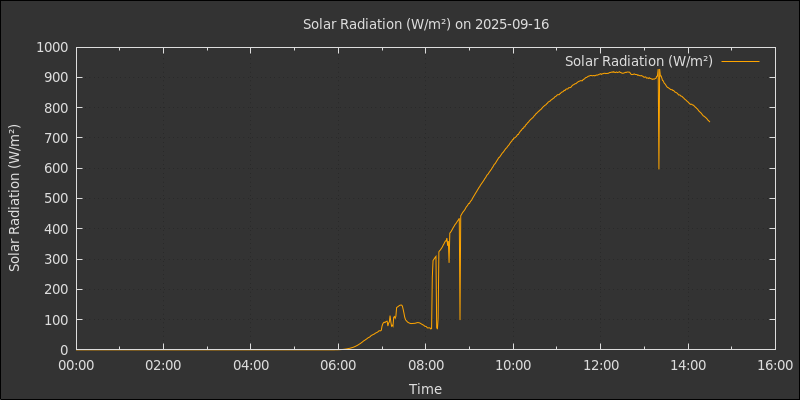 Solar Radiation (W/m²) on 2025-09-16
Solar Radiation (W/m²)
Solar Radiation (W/m²)
1000
900
800
700
600
500
400
300
200
100
0
00:00 02:00 04:00 06:00 08:00 10:00 12:00 14:00 16:00
Time